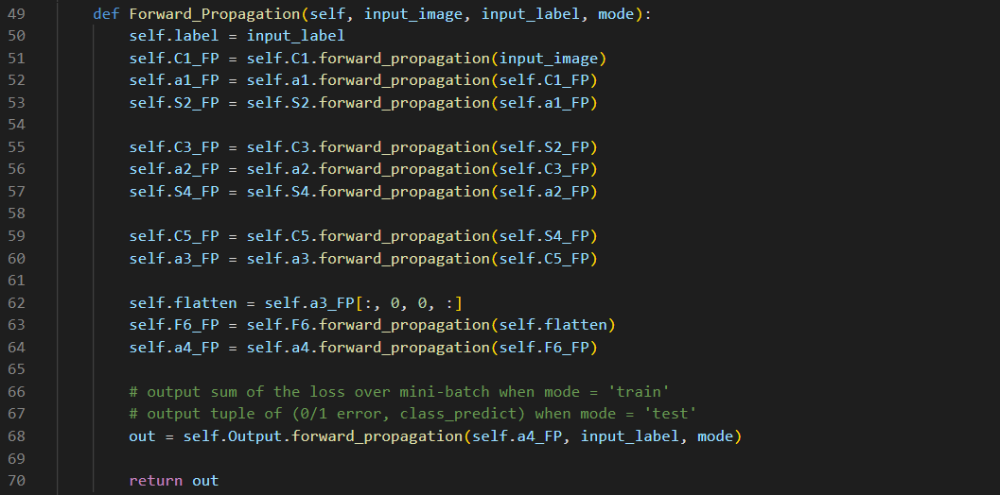 49 def Forward_Propagation(self, input_image, input_label, mode):
50 self.label = input_label
51 self.C1_FP = self.C1.forward_propagation(input_image)
52 self.a1_FP = self.a1.forward_propagation(self.C1_FP)
53 self.S2_FP = self.S2.forward_propagation(self.a1_FP)
54
55 self.C3_FP = self.C3.forward_propagation(self.S2_FP)
56 self.a2_FP = self.a2.forward_propagation(self.C3_FP)
57 self.S4_FP = self.S4.forward_propagation(self.a2_FP)
58
59 self.C5_FP = self.C5.forward_propagation(self.S4_FP)
60 self.a3_FP = self.a3.forward_propagation(self.C5_FP)
61
62 self.flatten = self.a3_FP[:, 0, 0, :]
63 self.F6_FP = self.F6.forward_propagation(self.flatten)
64 self.a4_FP = self.a4.forward_propagation(self.F6_FP)
65
66 # output sum of the loss over mini-batch when mode = 'train'
67 # output tuple of (0/1 error, class_predict) when mode = 'test'
68 out = self.Output.forward_propagation(self.a4_FP, input_label, mode)
69
70 return out